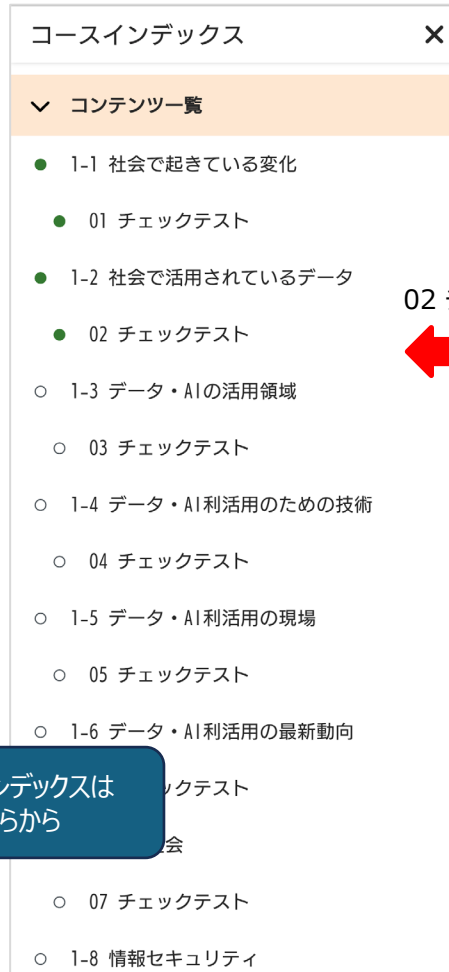 コースインデックス ×
コンテンツ一覧
1-1 社会で起きている変化
01 チェックテスト
1-2 社会で活用されているデータ
02
02 チェックテスト
1-3 データ・AIの活用領域
03 チェックテスト
1-4 データ・AI利活用のための技術
04 チェックテスト
1-5 データ・AI利活用の現場
05 チェックテスト
1-6 データ・AI利活用の最新動向
デックスは
クテスト
らから
会
07 チェックテスト
1-8 情報セキュリティ